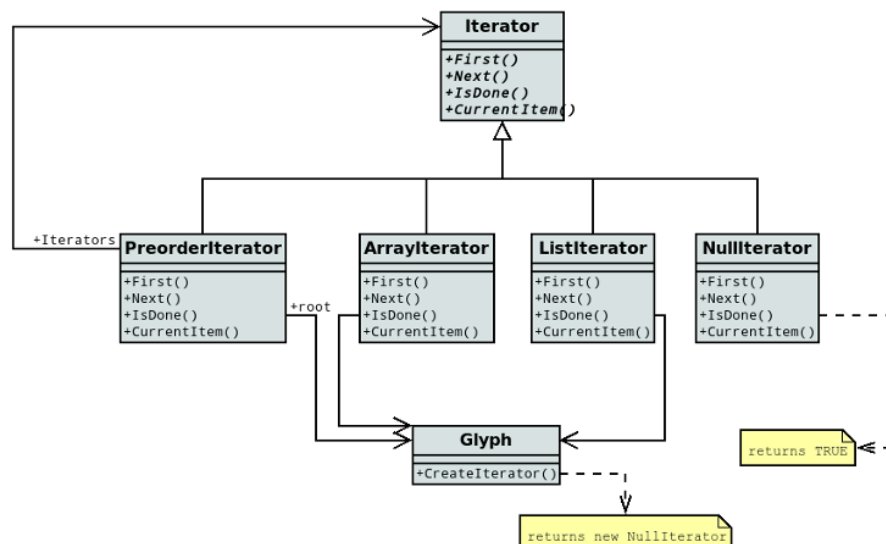 Iterator
+First()
+Next()
+IsDone()
+CurrentItem()
+Iterators
PreorderIterator
+First()
+Next()
+IsDone()
+CurrentItem()
+root
ArrayIterator
+First()
+Next()
+IsDone()
+CurrentItem()
ListIterator
+First()
+Next()
+IsDone()
+CurrentItem()
NullIterator
+First()
+Next()
+IsDone()
+CurrentItem()
Glyph
+CreateIterator()
returns TRUE
returns new NullIterator